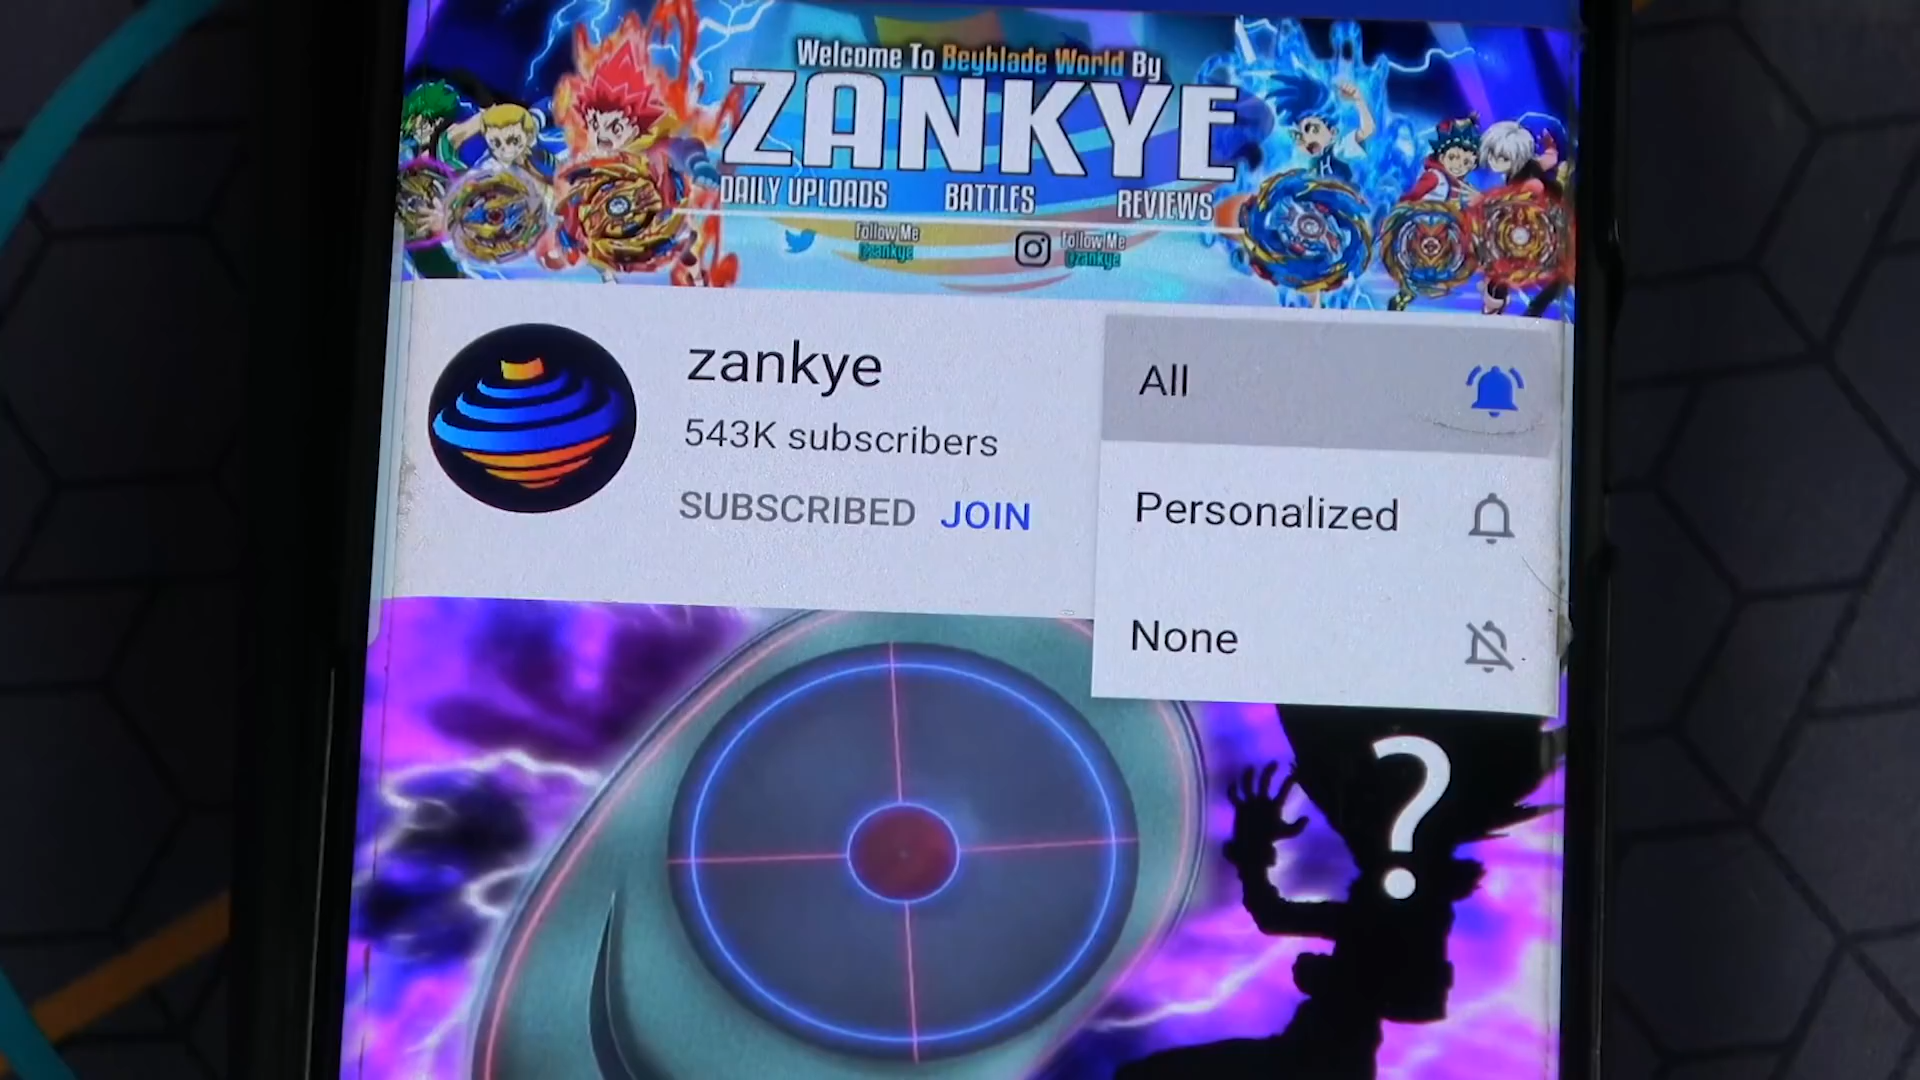 Welcome To Beyblade World By
ZANKYE
DAILY UPLOADS BATTLES REVIEWS
Follow Me
@zankye
Follow Me
@zankye
zankye
543K subscribers
SUBSCRIBED JOIN
All
Personalized
None
?